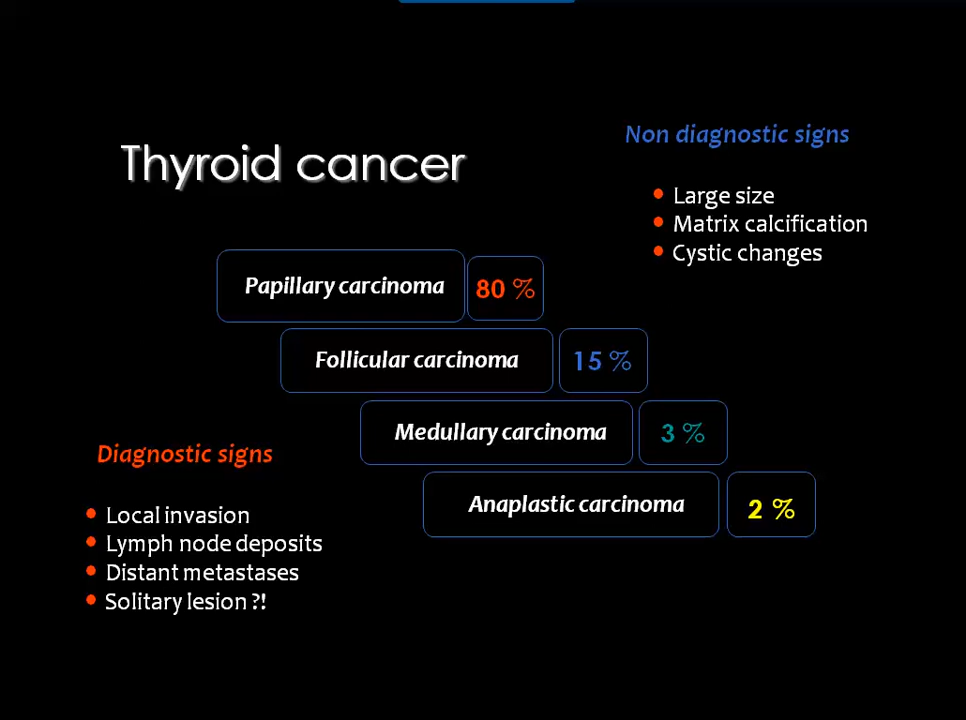 Thyroid cancer
Non diagnostic signs
• Large size
• Matrix calcification
• Cystic changes
Papillary carcinoma 80 %
Follicular carcinoma 15 %
Medullary carcinoma 3 %
Anaplastic carcinoma 2 %
Diagnostic signs
• Local invasion
• Lymph node deposits
• Distant metastases
• Solitary lesion ?!